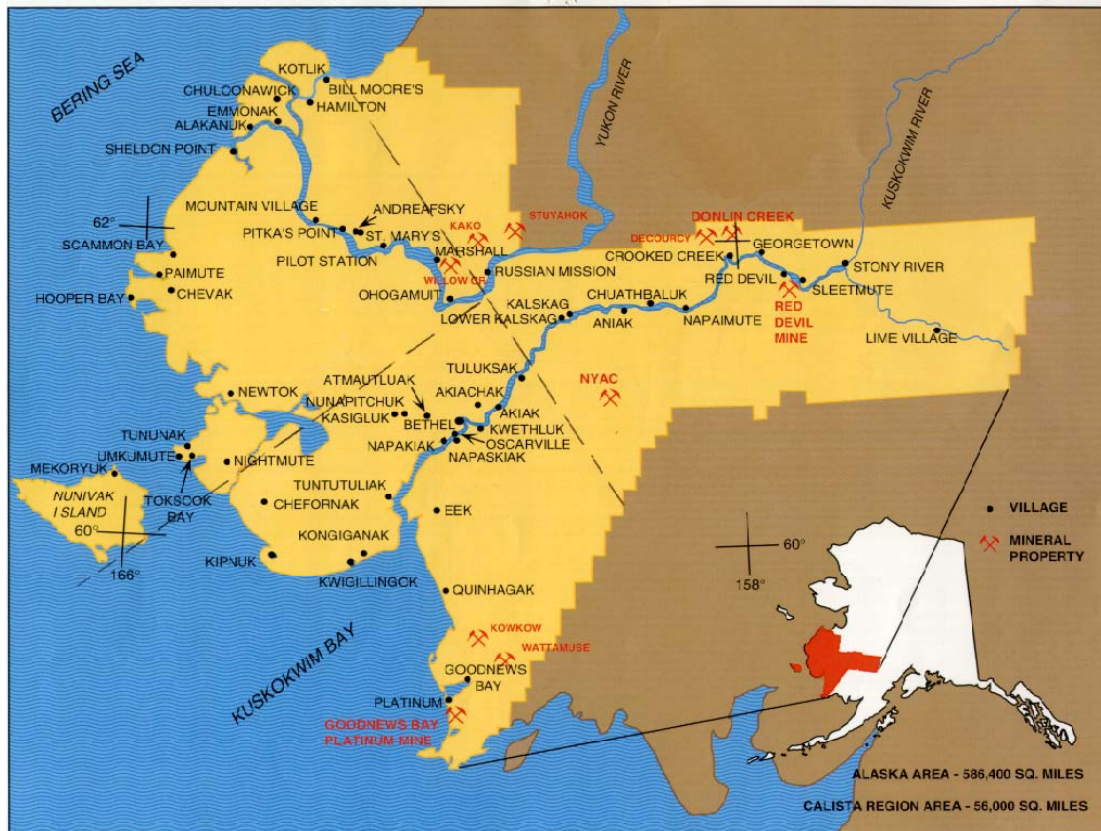 KOTLIK
BERING SEA
CHULOONAWICK
BILL MOORE'S
HAMILTON
EMMONAK
ALAKANUK
SHELDON POINT
YUKON RIVER
KUSKOKWIM RIVER
62°
MOUNTAIN VILLAGE
ANDREAFSKY
STUYAHOK
DONLIN CREEK
PITKA'S POINT
ST. MARYS
KAKO
DECOURCY
SCAMMON BAY
PILOT STATION
MARSHALL
CROOKED CREEK
GEORGETOWN
PAIMUTE
WILLOW CR
RUSSIAN MISSION
RED DEVIL
STONY RIVER
HOOPER BAY
CHEVAK
OHOGAMUIT
KALSKAG
CHUATHBALUK
SLEETMUTE
LOWER KALSKAG
ANIAK
NAPAIMUTE
RED
DEVIL
MINE
LIME VILLAGE
TULUKSAK
NYAC
NEWTOK
ATMAUTLUAK
AKIACHAK
NUNAPITCHUK
KASIGLUK
AKIAK
BETHEL
KWETHLUK
TUNUNAK
NAPAKIAK
OSCARVILLE
UMKUMUTE
NIGHTMUTE
NAPASKIAK
MEKORYUK
TUNTUTULIAK
NUNIVAK
ISLAND
TOKSOOK
BAY
CHEFORNAK
EEK
VILLAGE
60°
KONGIGANAK
MINERAL
PROPERTY
KIPNUK
60°
166°
KWIGILLINGOK
158°
QUINHAGAK
KUSKOKWIM BAY
KOWKOW
WATTAMUSE
GOODNEWS
BAY
PLATINUM
GOODNEWS BAY
PLATINUM MINE
ALASKA AREA - 586,400 SQ. MILES
CALISTA REGION AREA - 56,000 SQ. MILES